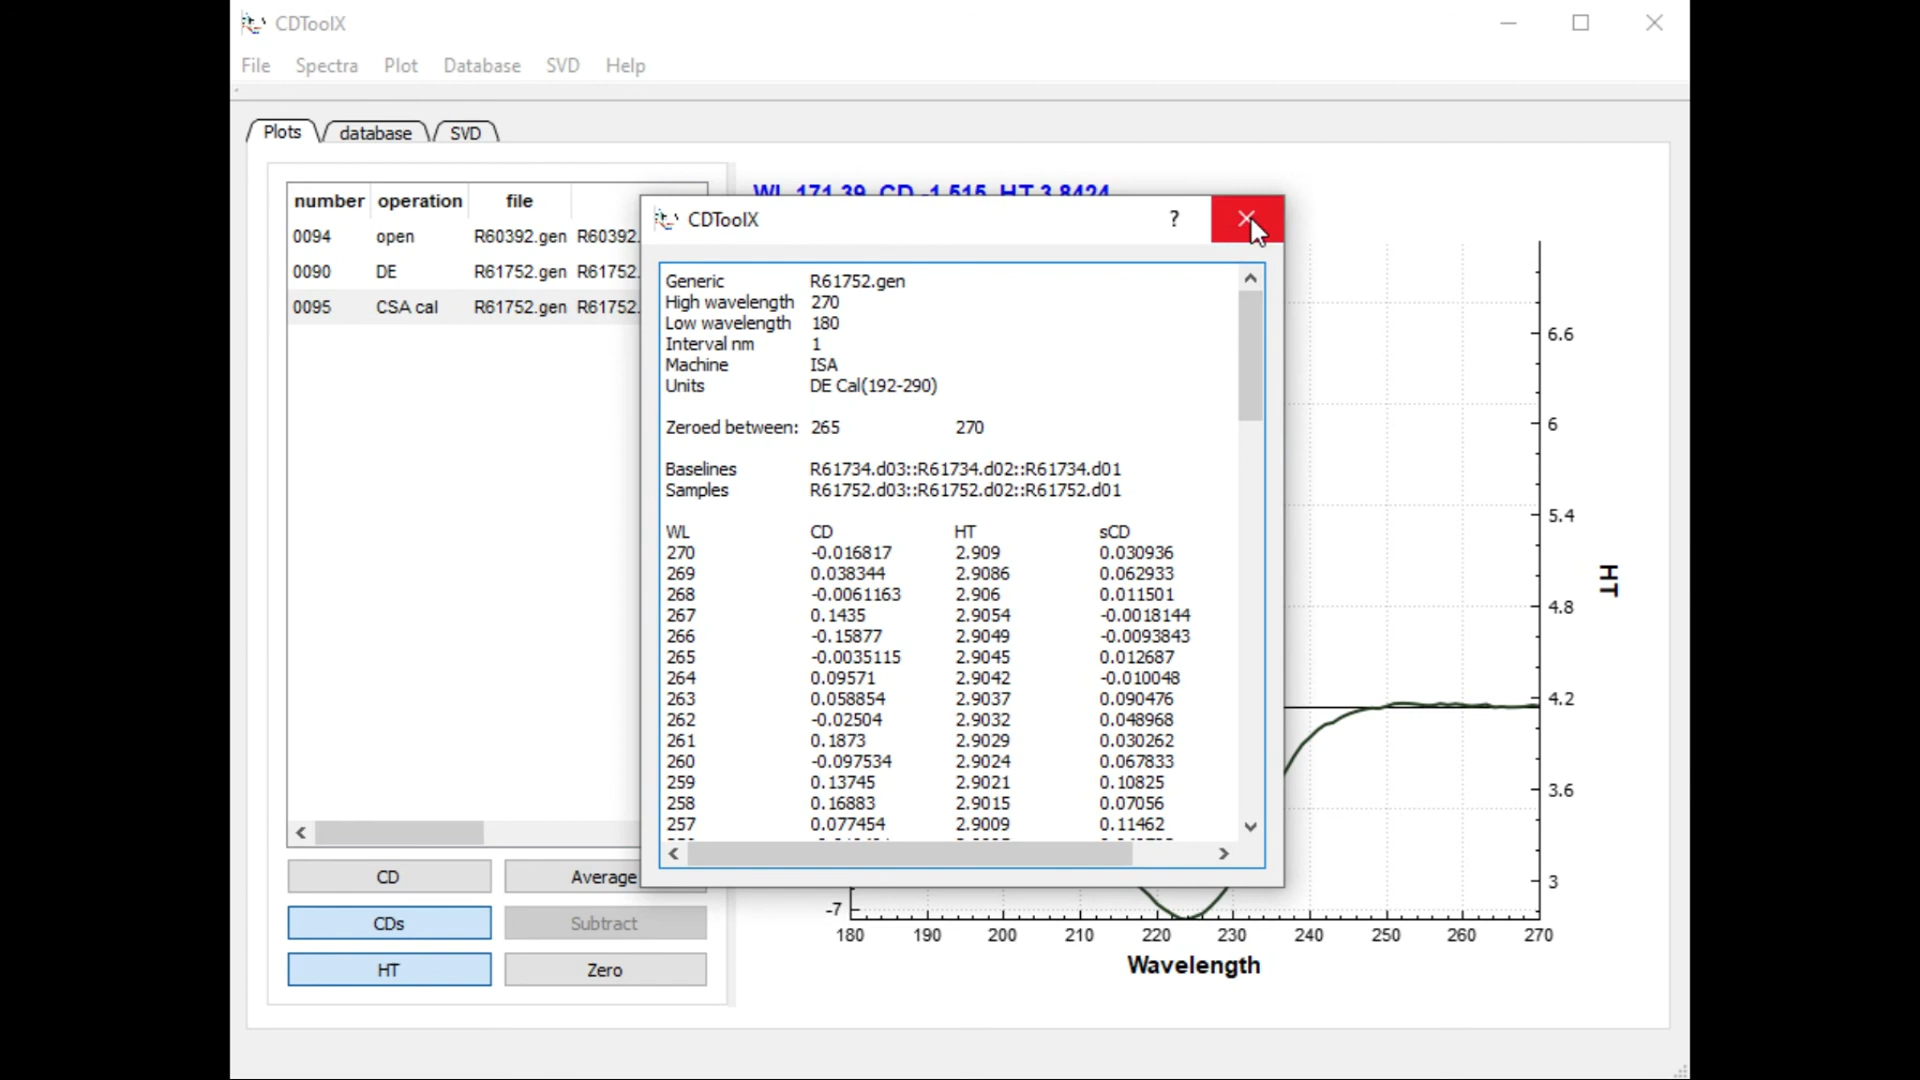 CDToolX
File Spectra Plot Database SVD Help
Plots database SVD
number operation file
0094 open R60392.gen R60392.
0090 DE R61752.gen R61752.
0095 CSA cal R61752.gen R61752.
WL 171.39, CD -1.515, HT 3.8424
CDToolX ?
Generic R61752.gen
High wavelength 270
Low wavelength 180
Interval nm 1
Machine ISA
Units DE Cal(192-290)
Zeroed between: 265 270
Baselines R61734.d03::R61734.d02::R61734.d01
Samples R61752.d03::R61752.d02::R61752.d01
WL CD HT sCD
270 -0.016817 2.909 0.030936
269 0.038344 2.9086 0.062933
268 -0.0061163 2.906 0.011501
267 0.1435 2.9054 -0.0018144
266 -0.15877 2.9049 -0.0093843
265 -0.0035115 2.9045 0.012687
264 0.09571 2.9042 -0.010048
263 0.058854 2.9037 0.090476
262 -0.02504 2.9032 0.048968
261 0.1873 2.9029 0.030262
260 -0.097534 2.9024 0.067833
259 0.13745 2.9021 0.10825
258 0.16883 2.9015 0.07056
257 0.077454 2.9009 0.11462
6.6
6
5.4
4.8
4.2
3.6
3
HT
-7
180 190 200 210 220 230 240 250 260 270
Wavelength
CD Average
CDs Subtract
HT Zero